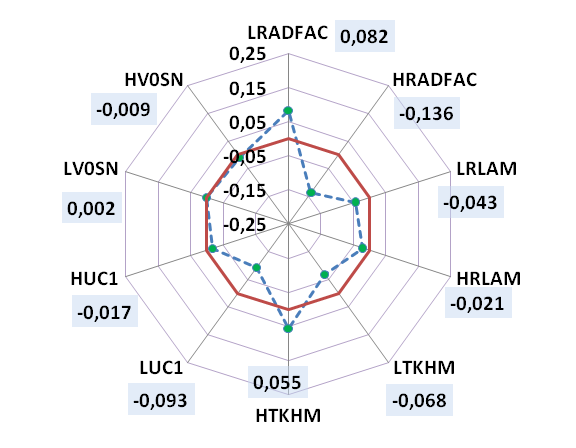 LRADFAC
0,082
0,25
0,15
0,05
-0,05
-0,15
-0,25
HRADFAC
-0,136
LRLAM
-0,043
HRLAM
-0,021
LTKHM
-0,068
HTKHM
0,055
LUC1
-0,093
HUC1
-0,017
LV0SN
0,002
HV0SN
-0,009